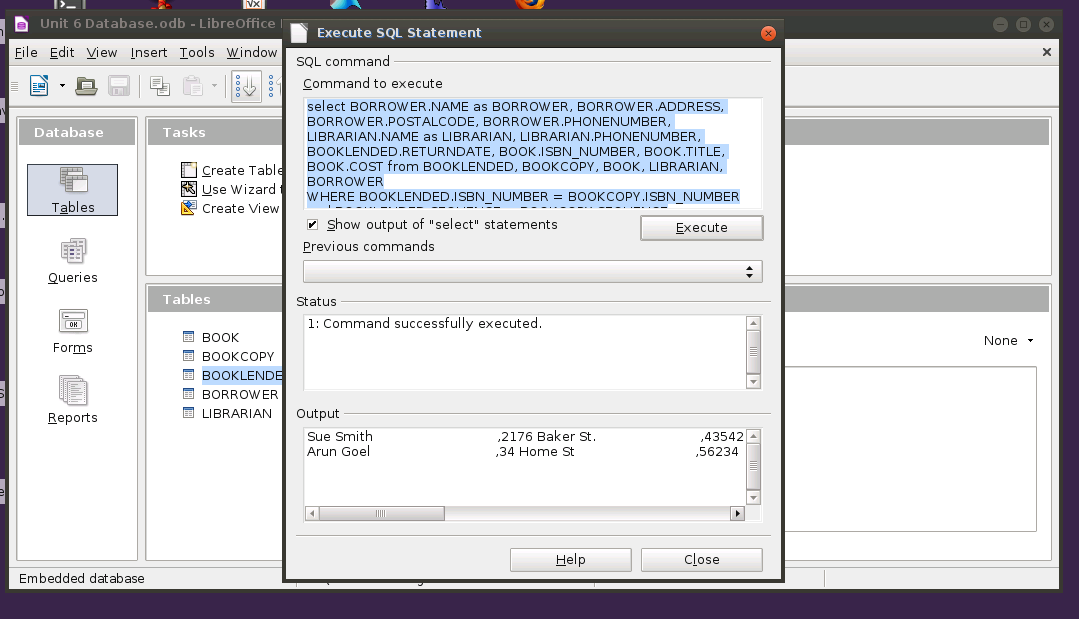 Unit 6 Database.odb - LibreOffice
Execute SQL Statement
File Edit View Insert Tools Window
SQL command
Command to execute
select BORROWER.NAME as BORROWER, BORROWER.ADDRESS,
BORROWER.POSTALCODE, BORROWER.PHONENUMBER,
LIBRARIAN.NAME as LIBRARIAN, LIBRARIAN.PHONENUMBER,
BOOKLENDED.RETURNDATE, BOOK.ISBN_NUMBER, BOOK.TITLE,
BOOK.COST from BOOKLENDED, BOOKCOPY, BOOK, LIBRARIAN,
BORROWER
WHERE BOOKLENDED.ISBN_NUMBER = BOOKCOPY.ISBN_NUMBER
Show output of "select" statements
Execute
Previous commands
Status
1: Command successfully executed.
Output
Sue Smith ,2176 Baker St. ,43542
Arun Goel ,34 Home St ,56234
Help
Close
Database
Tables
Queries
Forms
Reports
Tasks
Create Table
Use Wizard t
Create View
Tables
BOOK
BOOKCOPY
BOOKLENDE
BORROWER
LIBRARIAN
None
Embedded database